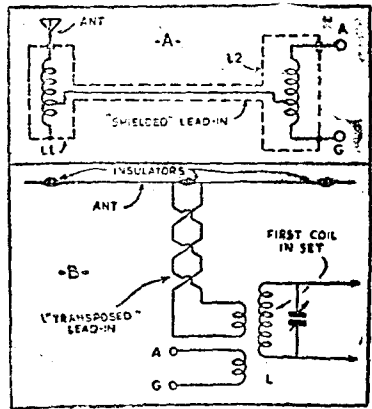 ANT
-A-
A
L2
"SHIELDED" LEAD-IN
L1
G
INSULATORS
ANT
FIRST COIL
IN SET
-B-
"TRANSPOSED"
LEAD-IN
A
G
L